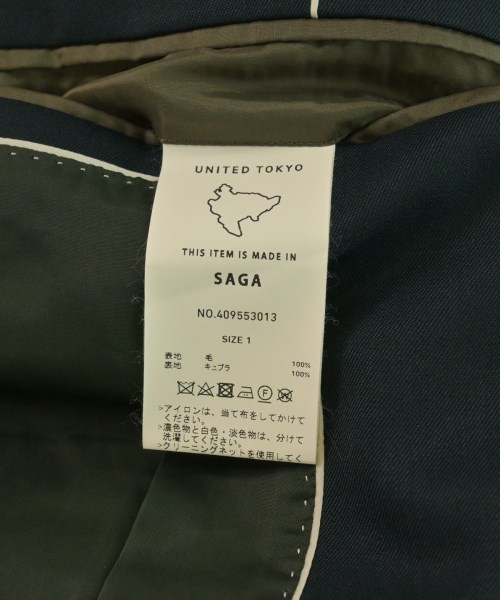 UNITED TOKYO
THIS ITEM IS MADE IN
SAGA
NO.409553013
SIZE 1
表地 毛 100%
裏地 キュプラ 100%
>アイロンは、当て布をしてかけて
ください。
>濃色物と白色・淡色物は、分けて
洗濯してください。
>クリーニングネットを使用してく